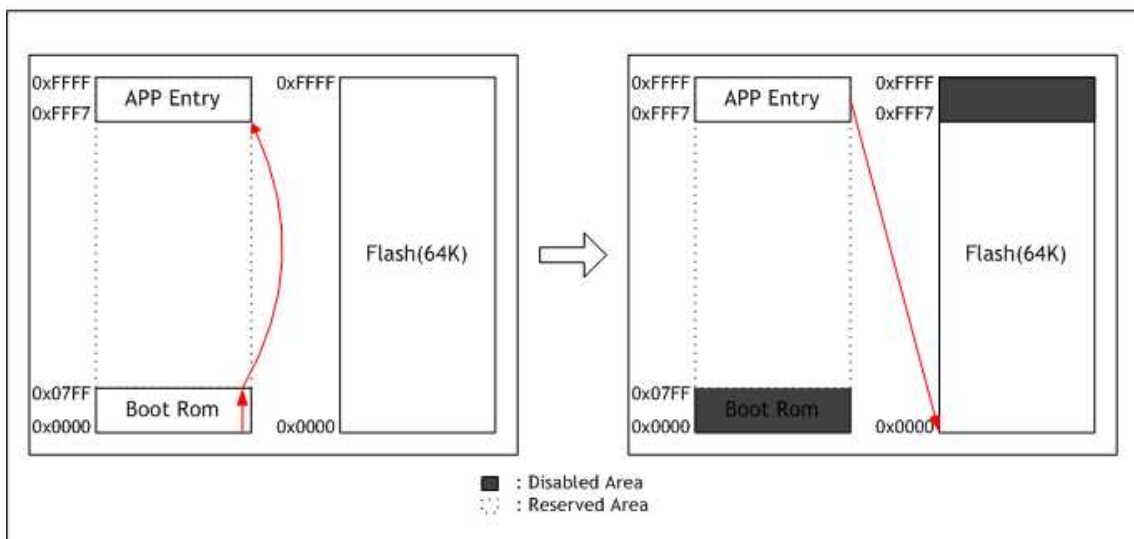 0xFFFF
APP Entry
0xFFF7
0x07FF
Boot Rom
0x0000
0xFFFF
Flash(64K)
0x0000
0xFFFF
APP Entry
0xFFF7
0x07FF
Boot Rom
0x0000
0xFFFF
0xFFF7
Flash(64K)
0x0000
: Disabled Area
: Reserved Area